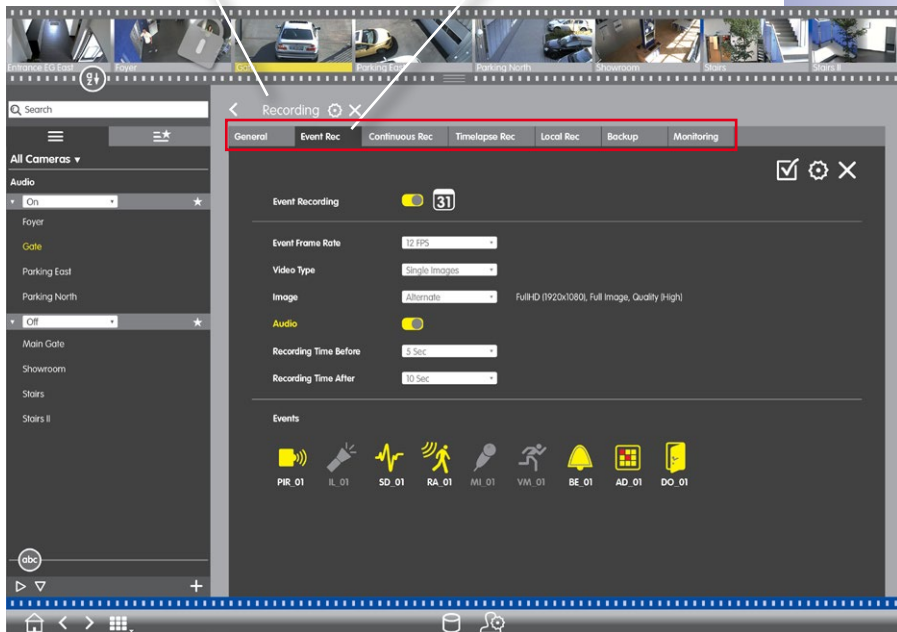 Entrance EG East Foyer Gate Parking East Parking North Showroom Stairs Stairs II
Search
Recording
General Event Rec Continuous Rec Timelapse Rec Local Rec Backup Monitoring
All Cameras
Audio
On
Foyer
Gate
Parking East
Parking North
Off
Main Gate
Showroom
Stairs
Stairs II
abc
Event Recording 31
Event Frame Rate 12 FPS
Video Type Single Images
Image Alternate FullHD (1920x1080), Full Image, Quality (High)
Audio
Recording Time Before 5 Sec
Recording Time After 10 Sec
Events
PIR_01 IL_01 SD_01 RA_01 MI_01 VM_01 BE_01 AD_01 DO_01